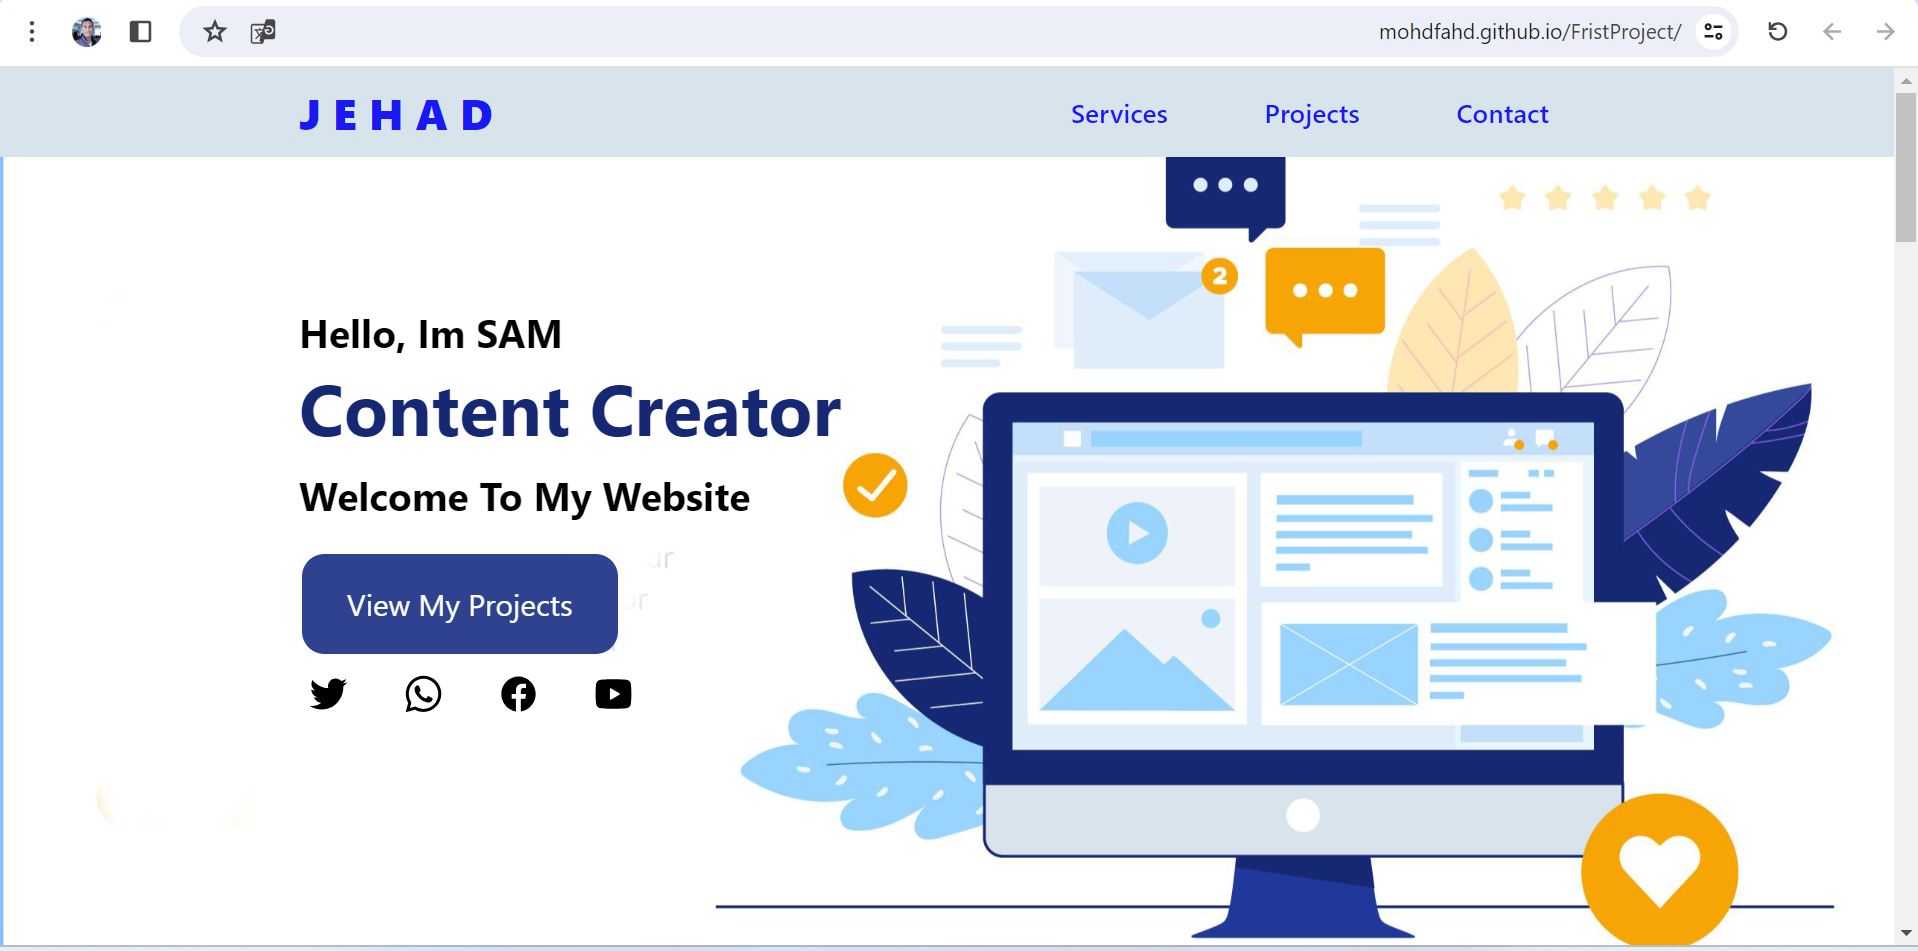 mohdfahd.github.io/FristProject/
JEHAD
Services Projects Contact
2
Hello, Im SAM
Content Creator
Welcome To My Website
View My Projects